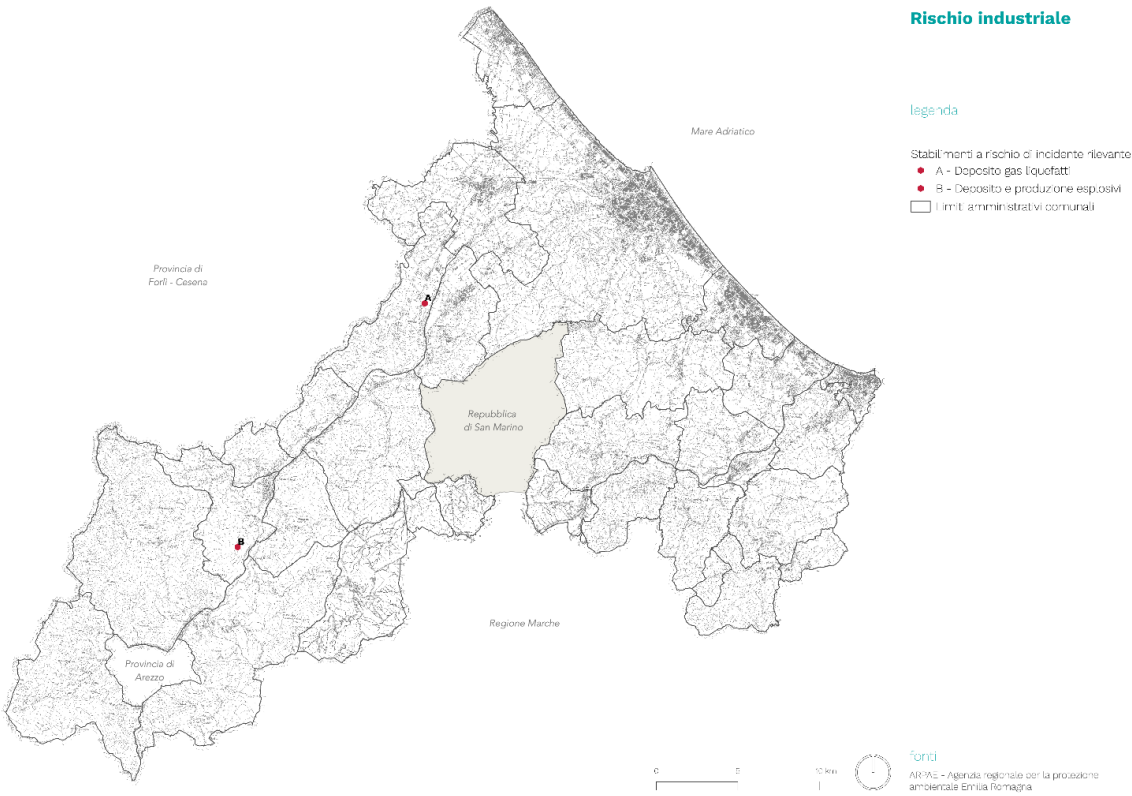 Rischio industriale
legenda
Stabilimenti a rischio di incidente rilevante
A - Deposito gas liquefatti
B - Deposito e produzione esplosivi
Limiti amministrativi comunali
Mare Adriatico
Provincia di
Forlì - Cesena
A
Repubblica
di San Marino
B
Regione Marche
Provincia di
Arezzo
0 5 10 km
fonti
ARPAE - Agenzia regionale per la protezione
ambientale Emilia Romagna